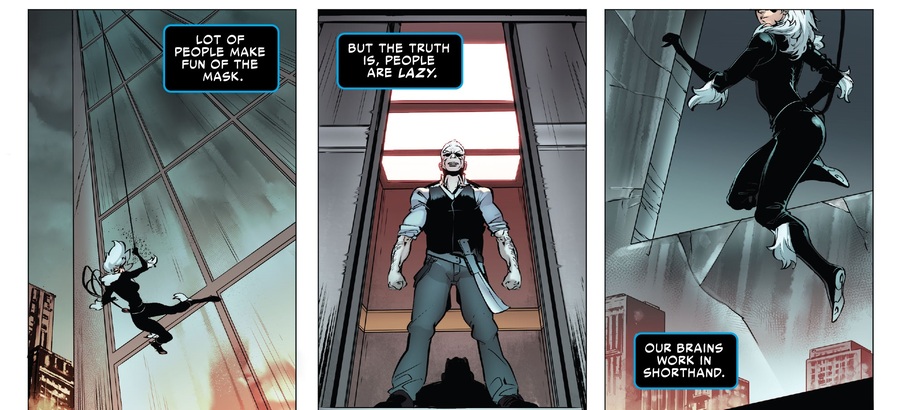 LOT OF
PEOPLE MAKE
FUN OF THE
MASK.
BUT THE TRUTH
IS, PEOPLE
ARE LAZY.
OUR BRAINS
WORK IN
SHORTHAND.